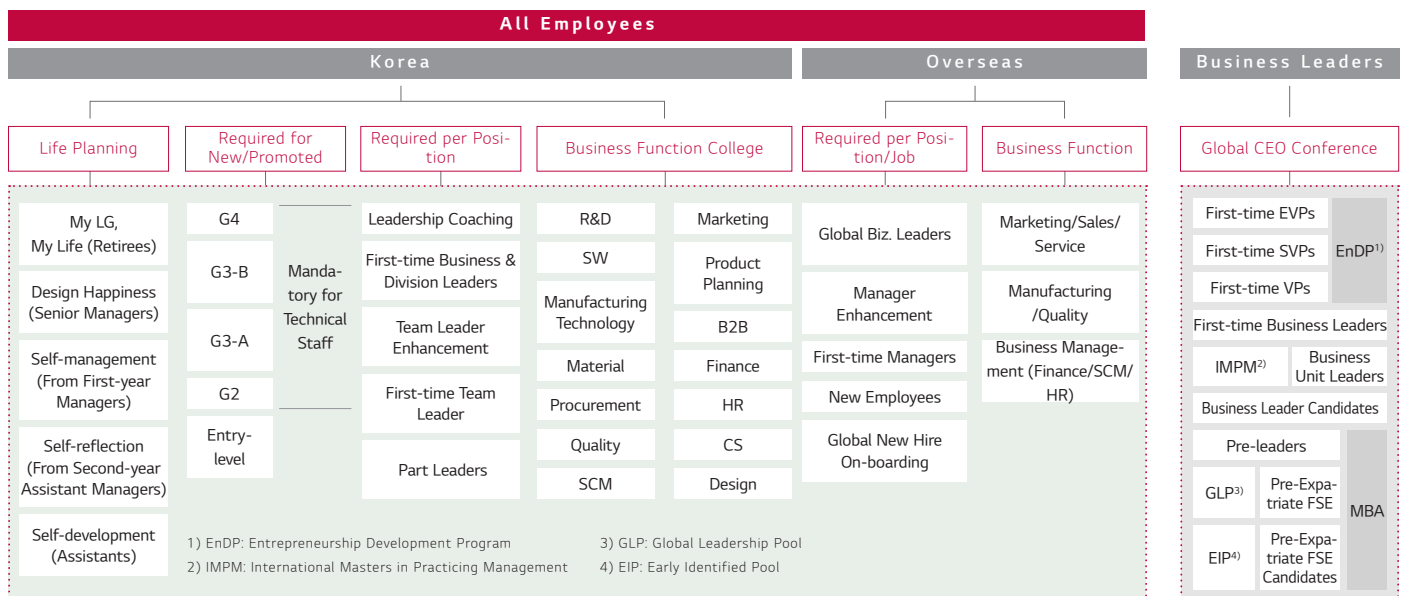 All Employees
Korea
Overseas
Business Leaders
Life Planning
Required for
New/Promoted
Required per Posi-
tion
Business Function College
Required per Po-
sition/Job
Business Function
Global CEO Conference
My LG,
My Life (Retirees)
Design Happiness
(Senior Managers)
Self-management
(From First-year
Managers)
Self-reflection
(From Second-year
Assistant Managers)
Self-development
(Assistants)
G4
G3-B
G3-A
G2
Entry-
level
Manda-
tory for
Technical
Staff
Leadership Coaching
First-time Business &
Division Leaders
Team Leader
Enhancement
First-time Team
Leader
Part Leaders
R&D
SW
Manufacturing
Technology
Material
Procurement
Quality
SCM
Marketing
Product
Planning
B2B
Finance
HR
CS
Design
Global Biz. Leaders
Manager
Enhancement
First-time Managers
New Employees
Global New Hire
On-boarding
Marketing/Sales/
Service
Manufacturing
/Quality
Business Manage-
ment (Finance/SCM/
HR)
First-time EVPs
First-time SVPs
First-time VPs
EnDP1)
First-time Business Leaders
IMPM2)
Business
Unit Leaders
Business Leader Candidates
Pre-leaders
GLP3)
Pre-Expa-
triate FSE
EIP4)
Pre-Expa-
triate FSE
Candidates
MBA
1) EnDP: Entrepreneurship Development Program
2) IMPM: International Masters in Practicing Management
3) GLP: Global Leadership Pool
4) EIP: Early Identified Pool